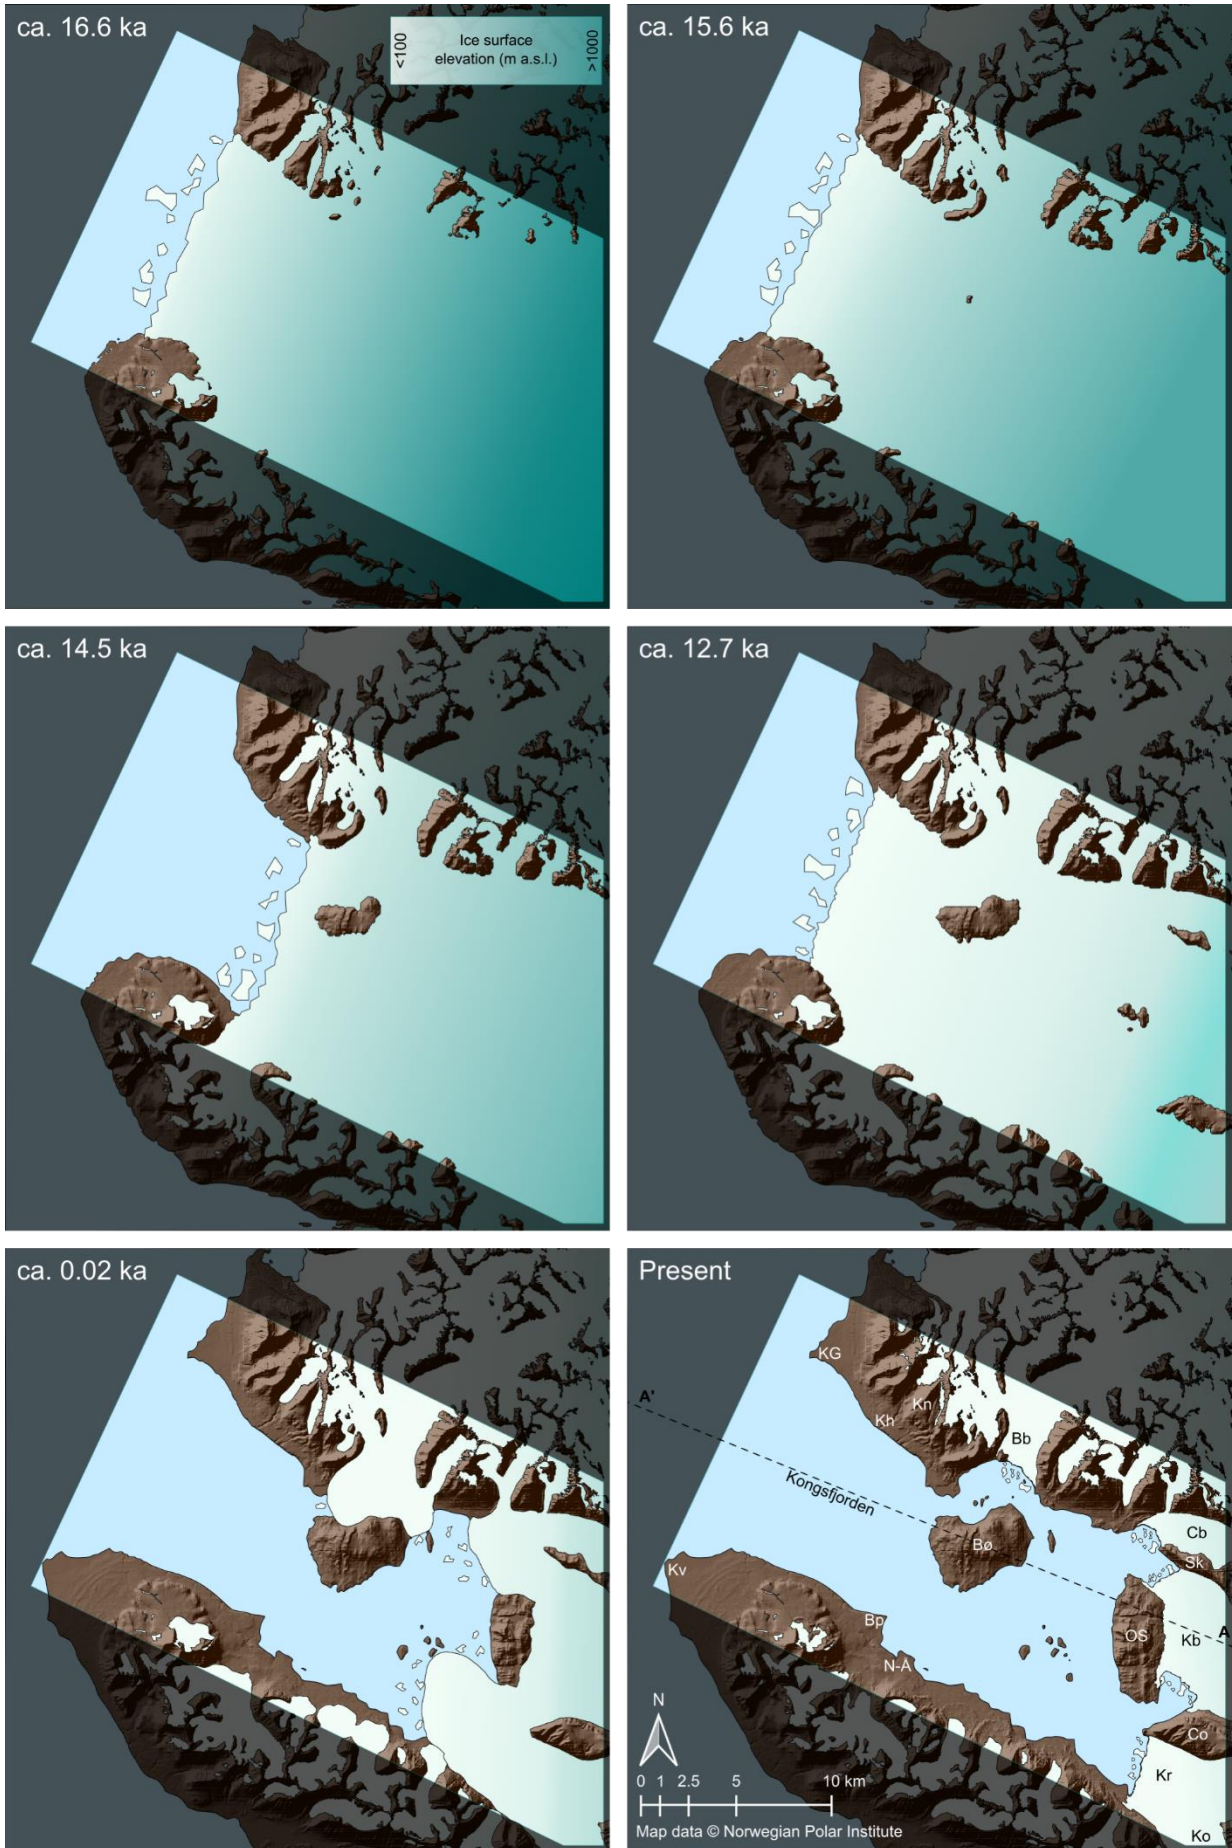 ca. 16.6 ka
<100
Ice surface
elevation (m a.s.l.)
>1000
ca. 15.6 ka
ca. 14.5 ka
ca. 12.7 ka
ca. 0.02 ka
Present
KG
A'
Kn
Kh
Bb
Kongsfjorden
Cb
Bø
Sk
Kv
Bp
OS
Kb
A
N-A
N
Co
0 1 2.5 5 10 km
Kr
Map data © Norwegian Polar Institute
Ko